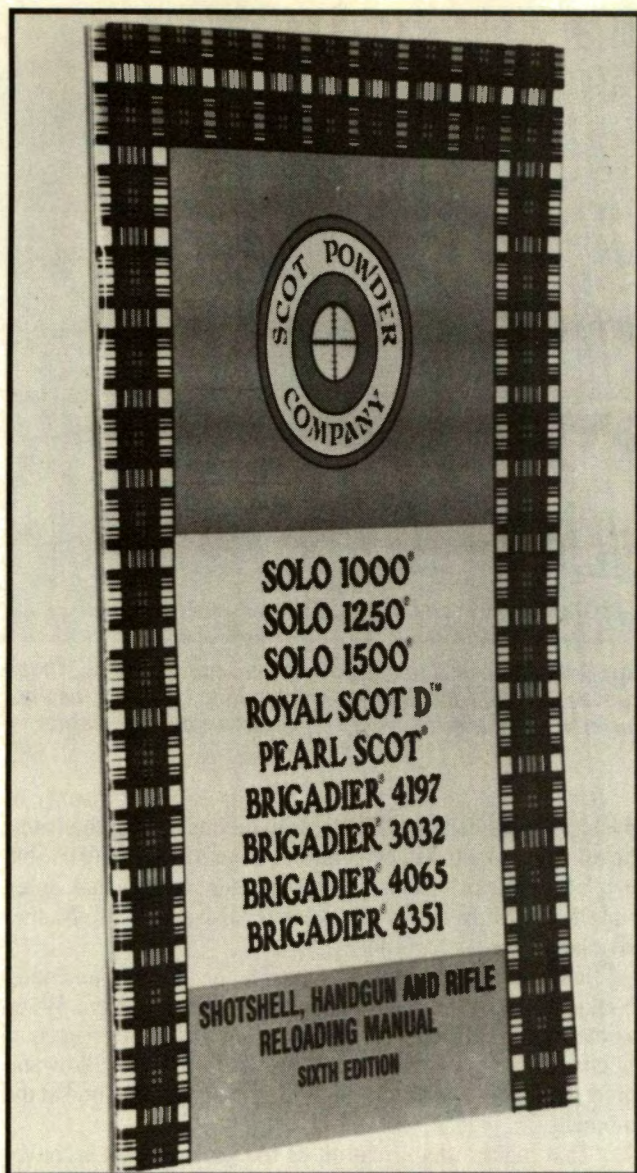 SCOT POWDER
COMPANY
SOLO 1000®
SOLO 1250®
SOLO 1500®
ROYAL SCOT D™
PEARL SCOT®
BRIGADIER® 4197
BRIGADIER® 3032
BRIGADIER® 4065
BRIGADIER® 4351
SHOTSHELL, HANDGUN AND RIFLE
RELOADING MANUAL
SIXTH EDITION